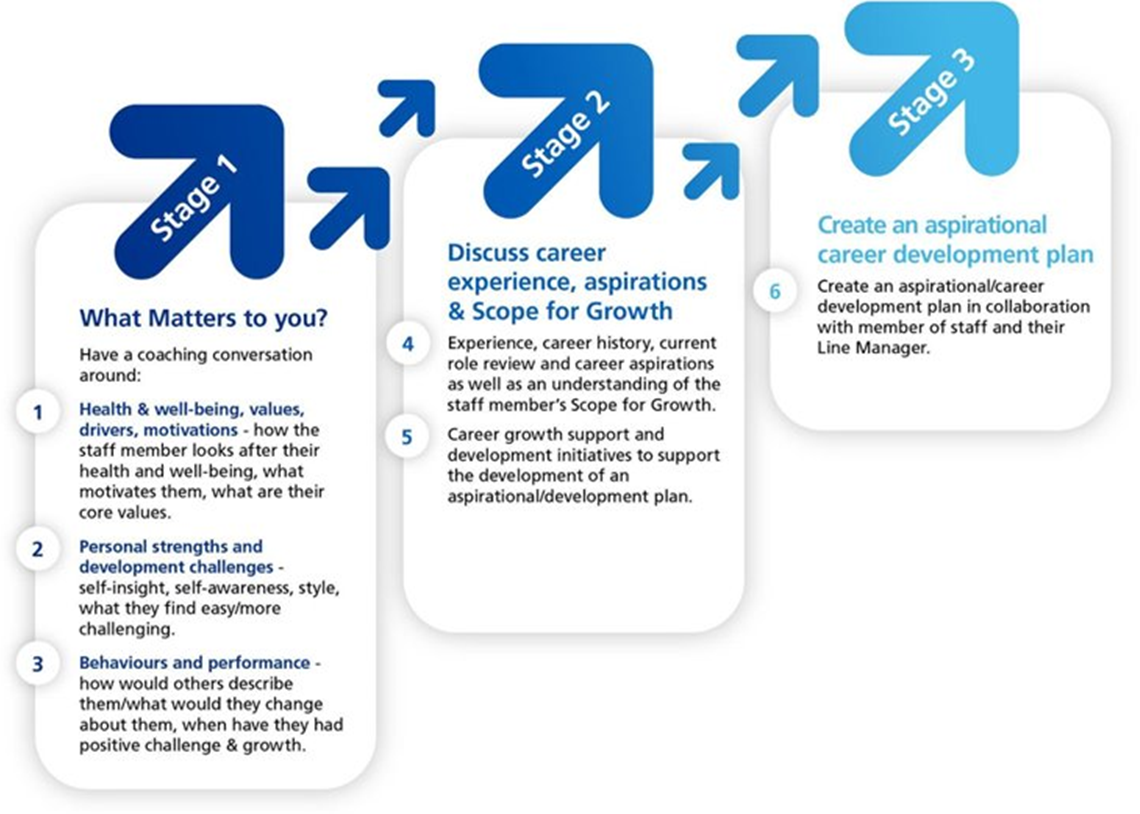 Stage 1
What Matters to you?
Have a coaching conversation
around:
1
Health & well-being, values,
drivers, motivations - how the
staff member looks after their
health and well-being, what
motivates them, what are their
core values.
2
Personal strengths and
development challenges -
self-insight, self-awareness, style,
what they find easy/more
challenging.
3
Behaviours and performance -
how would others describe
them/what would they change
about them, when have they had
positive challenge & growth.
Stage 2
Discuss career
experience, aspirations
& Scope for Growth
4
Experience, career history, current
role review and career aspirations
as well as an understanding of the
staff member's Scope for Growth.
5
Career growth support and
development initiatives to support
the development of an
aspirational/development plan.
Stage 3
Create an aspirational
career development plan
6
Create an aspirational/career
development plan in collaboration
with member of staff and their
Line Manager.